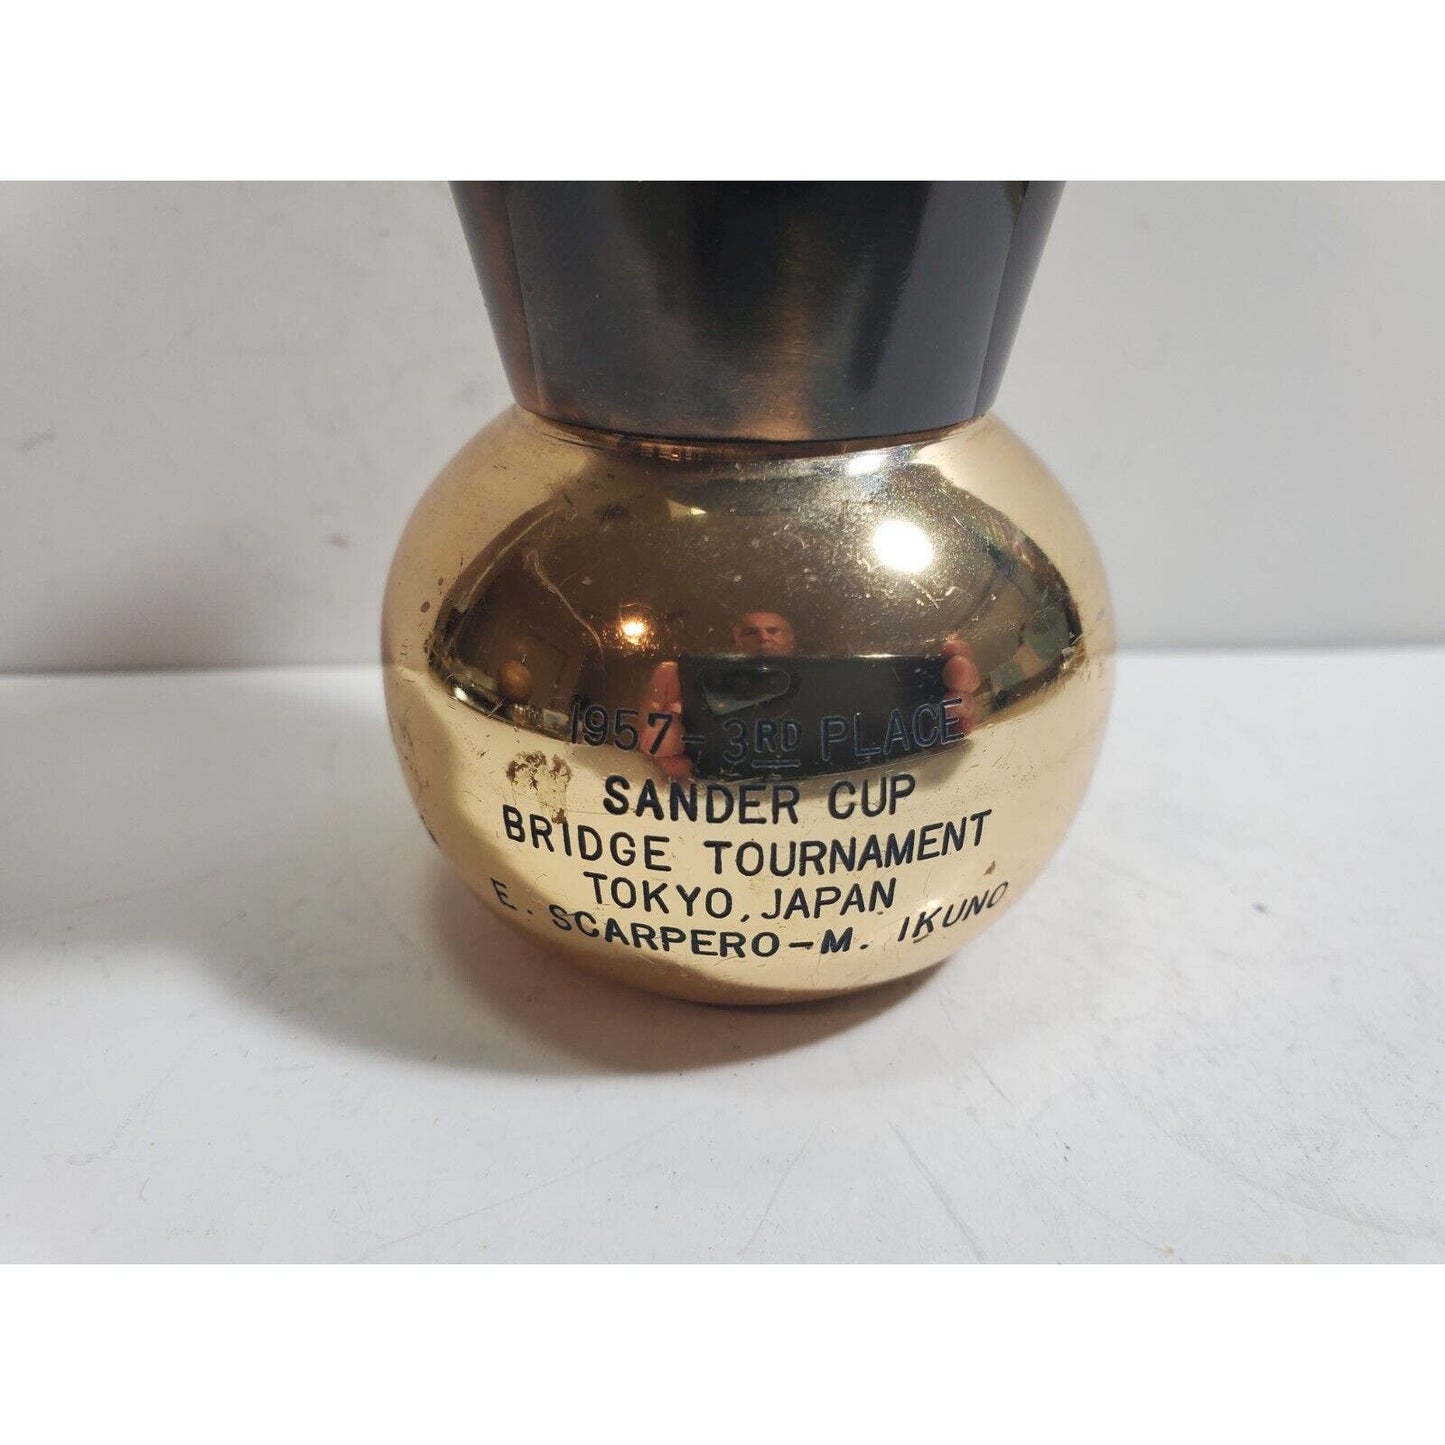 1957-3RD PLACE
SANDER CUP
BRIDGE TOURNAMENT
TOKYO, JAPAN
E. SCARPERO-M. IKUNO